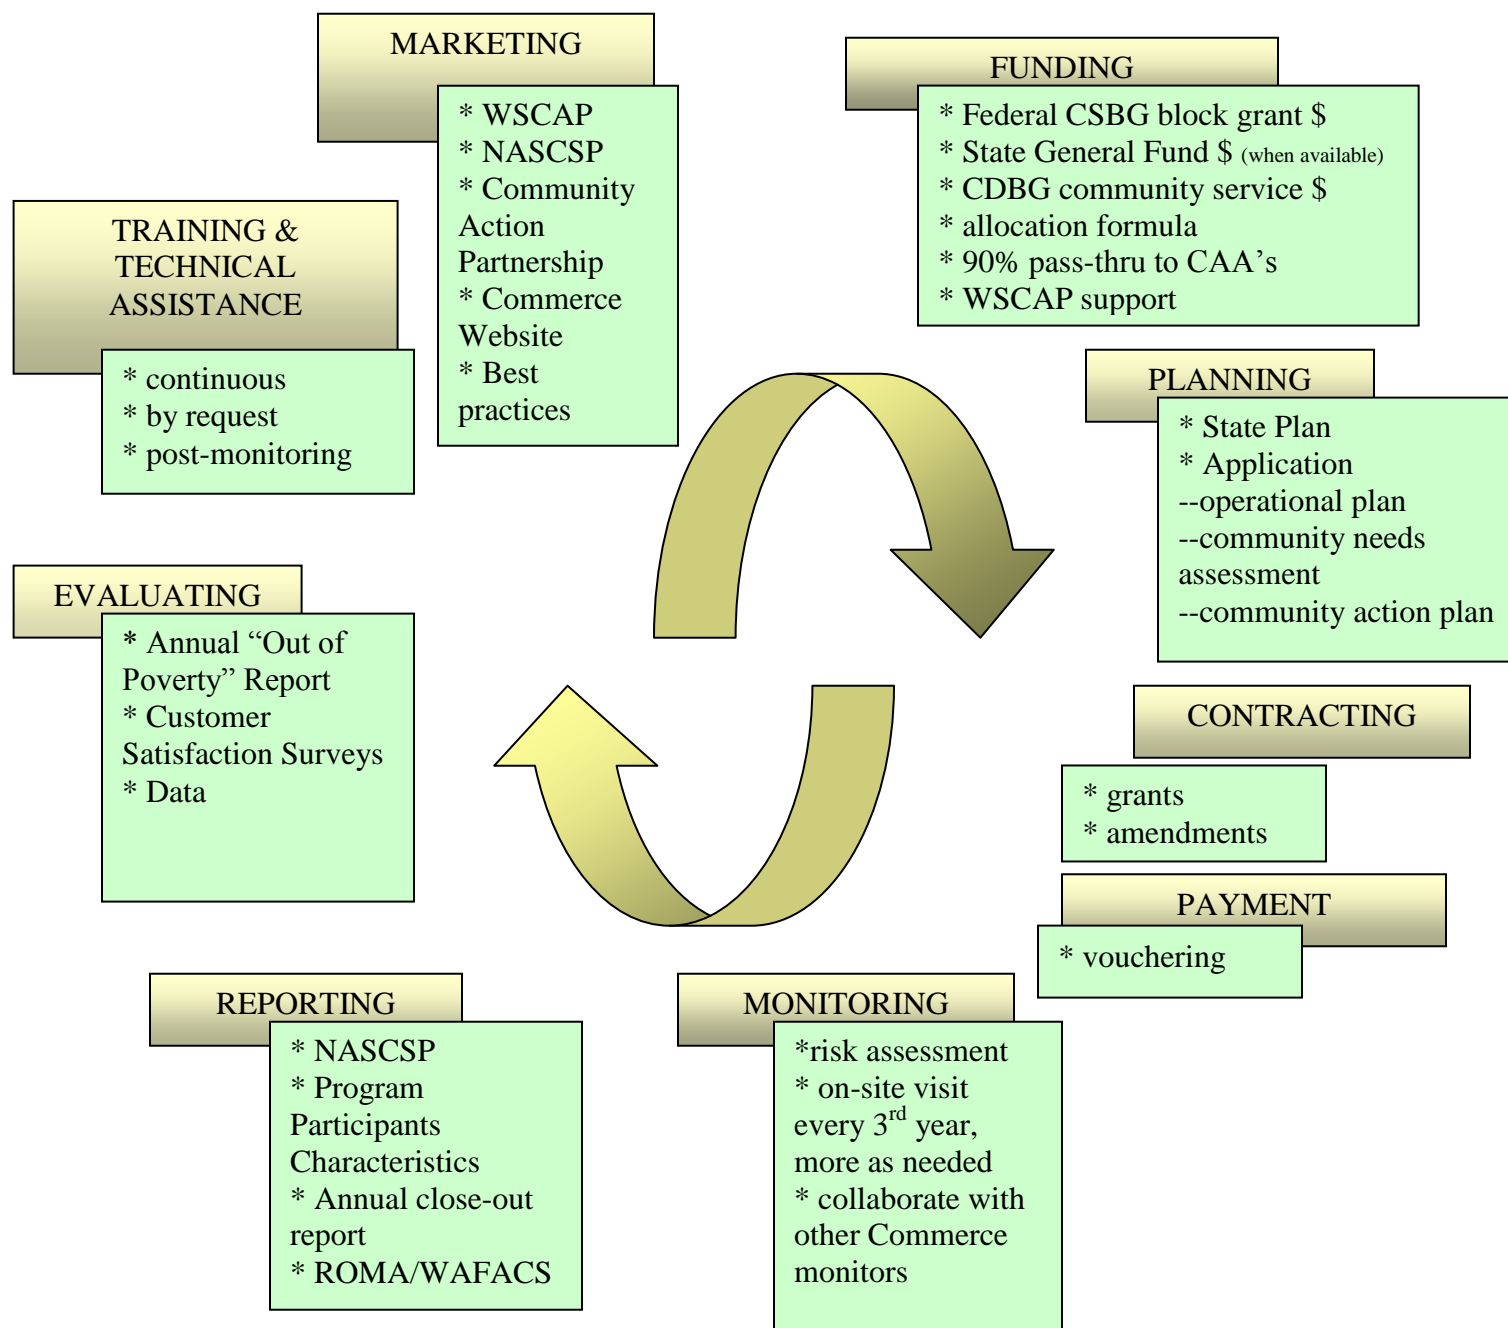 MARKETING
* WSCAP
* NASCSP
* Community
Action
Partnership
* Commerce
Website
* Best
practices
FUNDING
* Federal CSBG block grant $
* State General Fund $ (when available)
* CDBG community service $
* allocation formula
* 90% pass-thru to CAA’s
* WSCAP support
PLANNING
* State Plan
* Application
--operational plan
--community needs
assessment
--community action plan
CONTRACTING
* grants
* amendments
PAYMENT
* vouchering
MONITORING
*risk assessment
* on-site visit
every 3rd year,
more as needed
* collaborate with
other Commerce
monitors
REPORTING
* NASCSP
* Program
Participants
Characteristics
* Annual close-out
report
* ROMA/WAFACS
EVALUATING
* Annual “Out of
Poverty” Report
* Customer
Satisfaction Surveys
* Data
TRAINING &
TECHNICAL
ASSISTANCE
* continuous
* by request
* post-monitoring